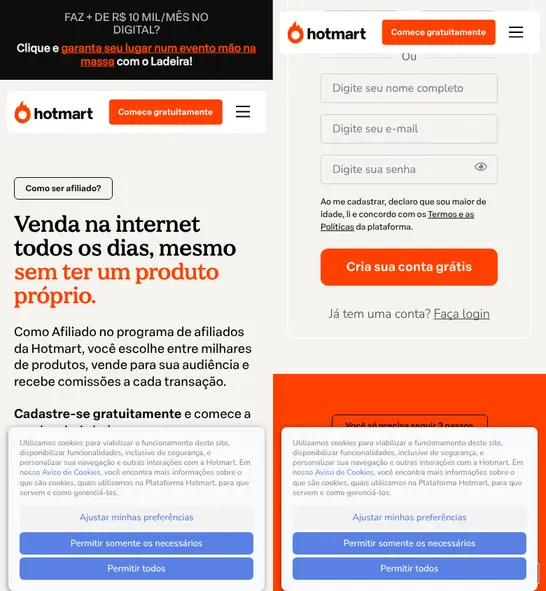 FAZ + DE R$ 10 MIL/MÊS NO
DIGITAL?
Clique e garanta seu lugar num evento mão na
massa com o Ladeira!
hotmart
Comece gratuitamente
Como ser afiliado?
Venda na internet
todos os dias, mesmo
sem ter um produto
próprio.
Como Afiliado no programa de afiliados
da Hotmart, você escolhe entre milhares
de produtos, vende para sua audiência e
recebe comissões a cada transação.
Cadastre-se gratuitamente e comece a
Utilizamos cookies para viabilizar o funcionamento deste site,
disponibilizar funcionalidades, inclusive de segurança, e
personalizar sua navegação e outras interações com a Hotmart. Em
nosso Aviso de Cookies, você encontra mais informações sobre o
que são cookies, quais utilizamos na Plataforma Hotmart, para que
servem e como gerenciá-los.
Ajustar minhas preferências
Permitir somente os necessários
Permitir todos
hotmart
Comece gratuitamente
Ou
Digite seu nome completo
Digite seu e-mail
Digite sua senha
Ao me cadastrar, declaro que sou maior de
idade, li e concordo com os Termos e as
Políticas da plataforma.
Cria sua conta grátis
Já tem uma conta? Faça login
Você só precisa seguir 3 passos
Utilizamos cookies para viabilizar o funcionamento deste site,
disponibilizar funcionalidades, inclusive de segurança, e
personalizar sua navegação e outras interações com a Hotmart. Em
nosso Aviso de Cookies, você encontra mais informações sobre o
que são cookies, quais utilizamos na Plataforma Hotmart, para que
servem e como gerenciá-los.
Ajustar minhas preferências
Permitir somente os necessários
Permitir todos